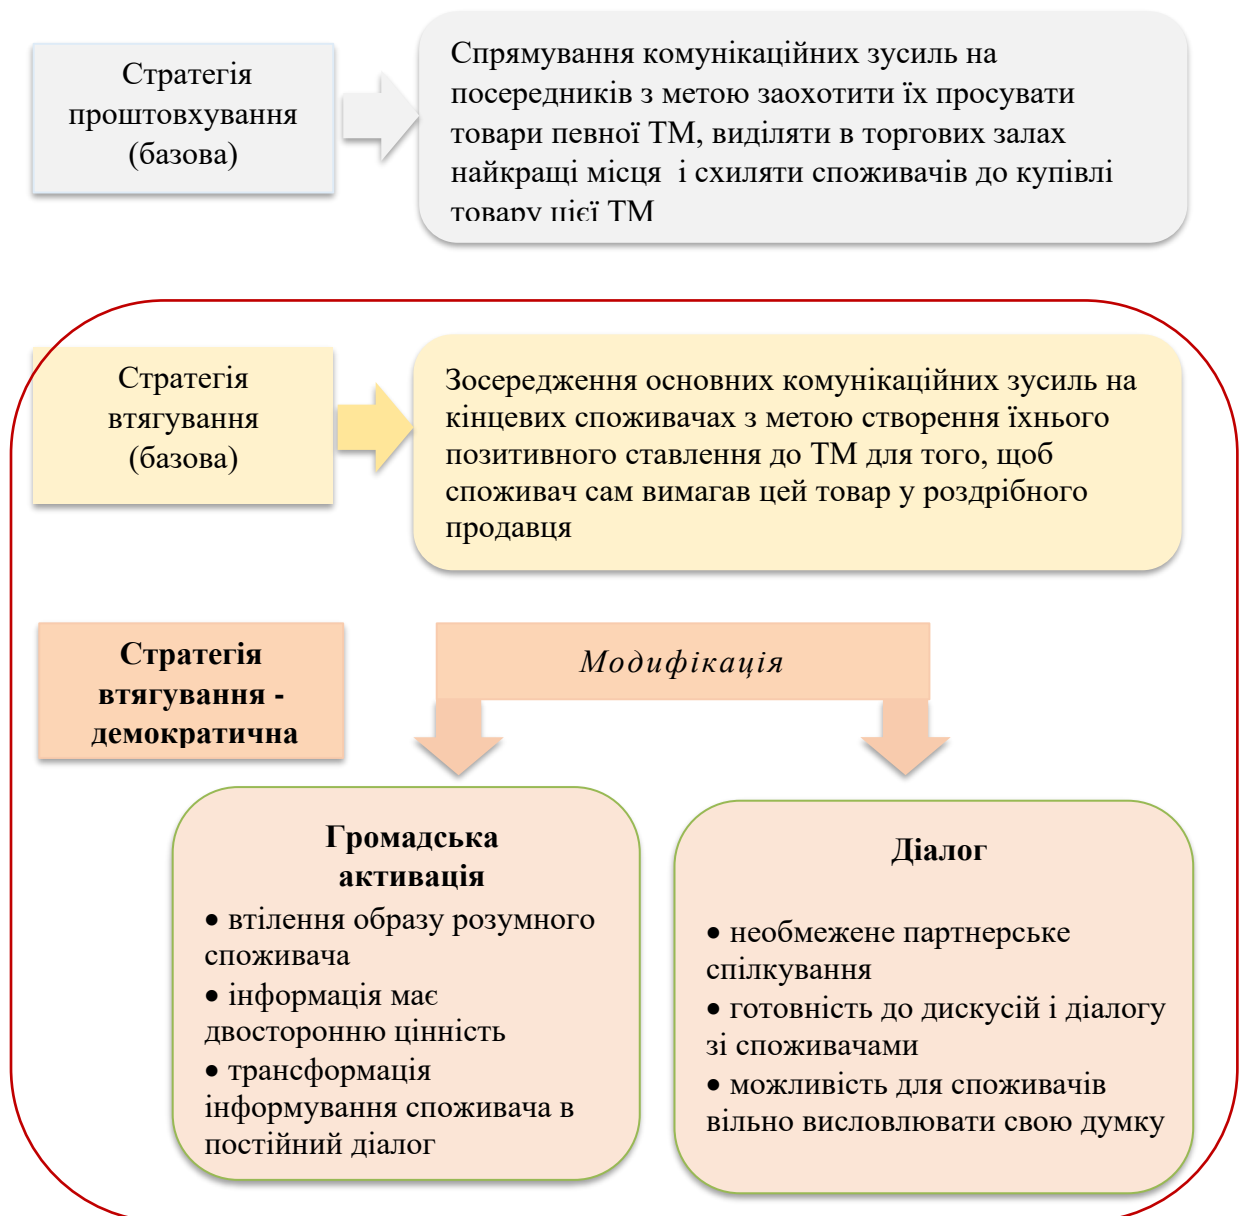 Стратегія
проштовхування
(базова)
Спрямування комунікаційних зусиль на
посередників з метою заохотити їх просувати
товари певної ТМ, виділяти в торгових залах
найкращі місця і схиляти споживачів до купівлі
товару цієї ТМ
Стратегія
втягування
(базова)
Зосередження основних комунікаційних зусиль на
кінцевих споживачах з метою створення їхнього
позитивного ставлення до ТМ для того, щоб
споживач сам вимагав цей товар у роздрібного
продавця
Стратегія
втягування -
демократична
Модифікація
Громадська
активація
• втілення образу розумного
споживача
• інформація має
двосторонню цінність
• трансформація
інформування споживача в
постійний діалог
Діалог
• необмежене партнерське
спілкування
• готовність до дискусій і діалогу
зі споживачами
• можливість для споживачів
вільно висловлювати свою думку